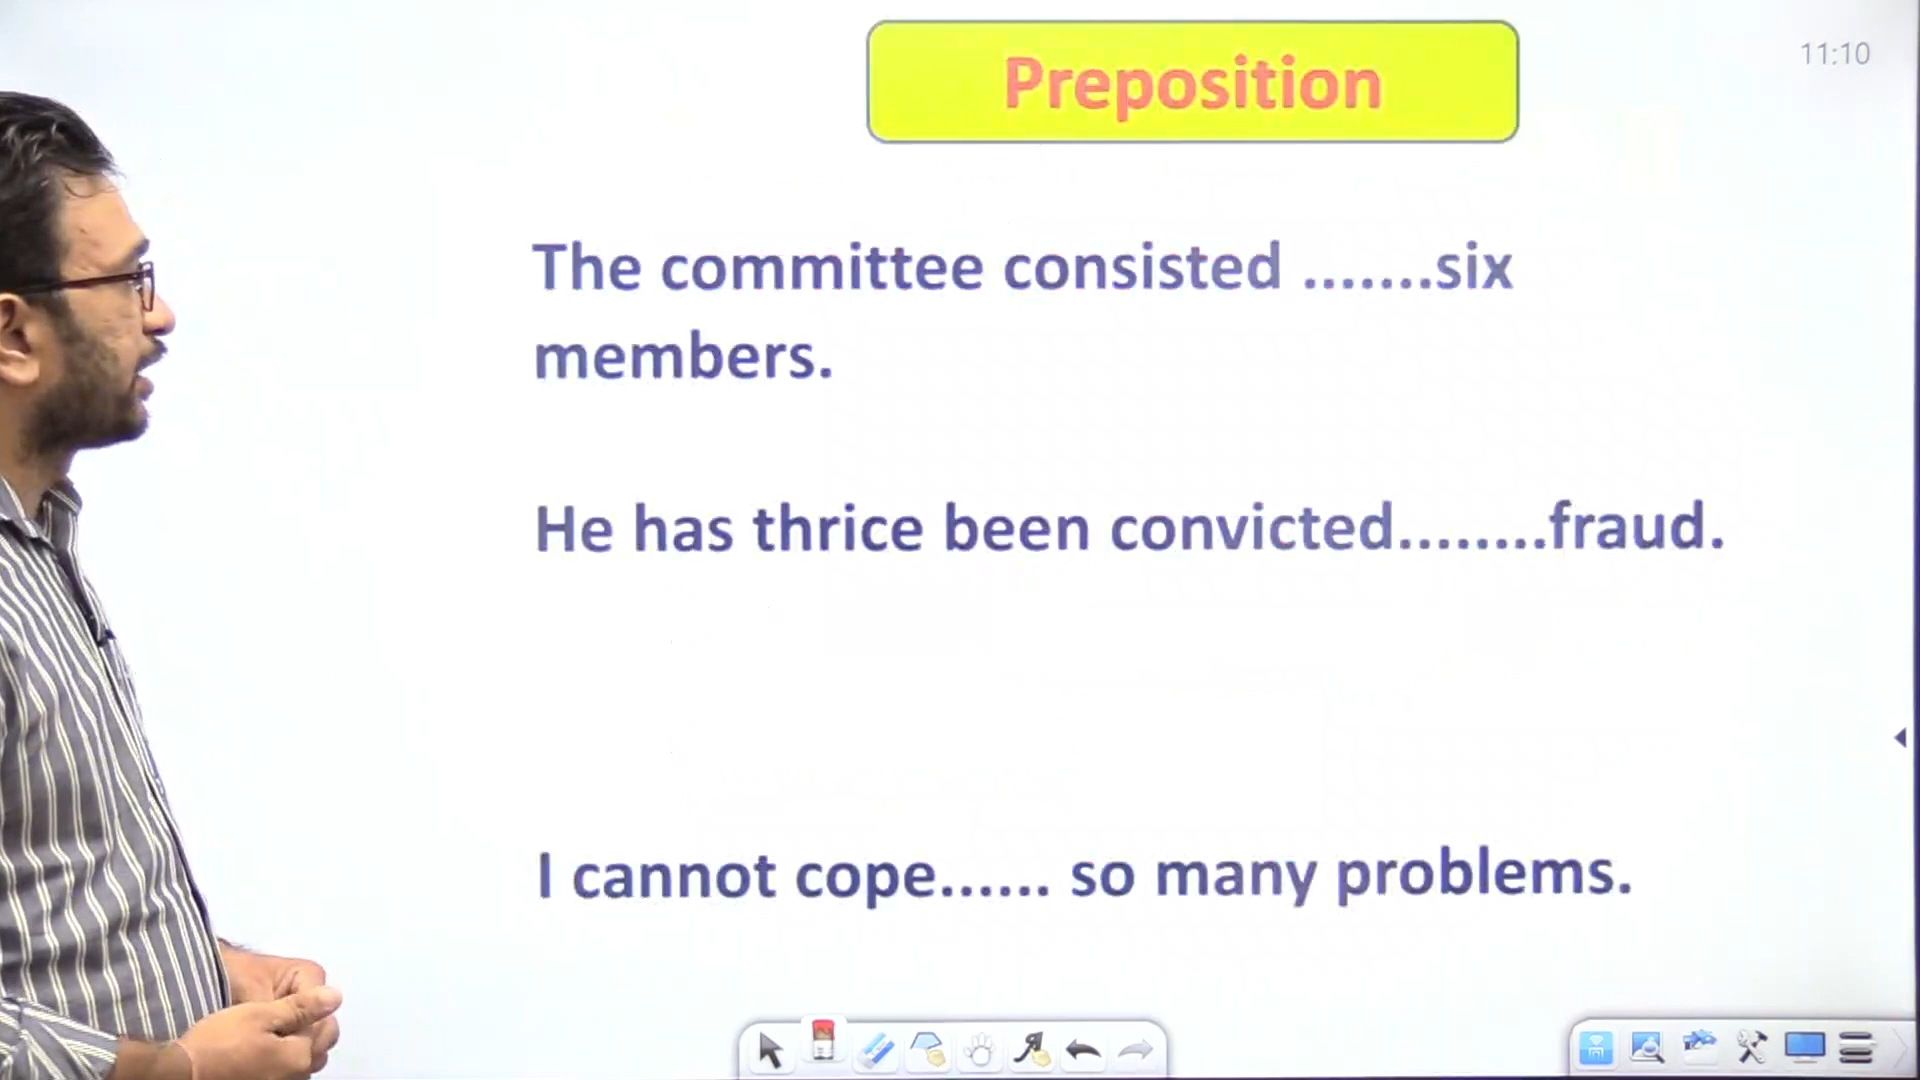 Preposition
11:10
The committee consisted .......six
members.
He has thrice been convicted........fraud.
I cannot cope...... so many problems.